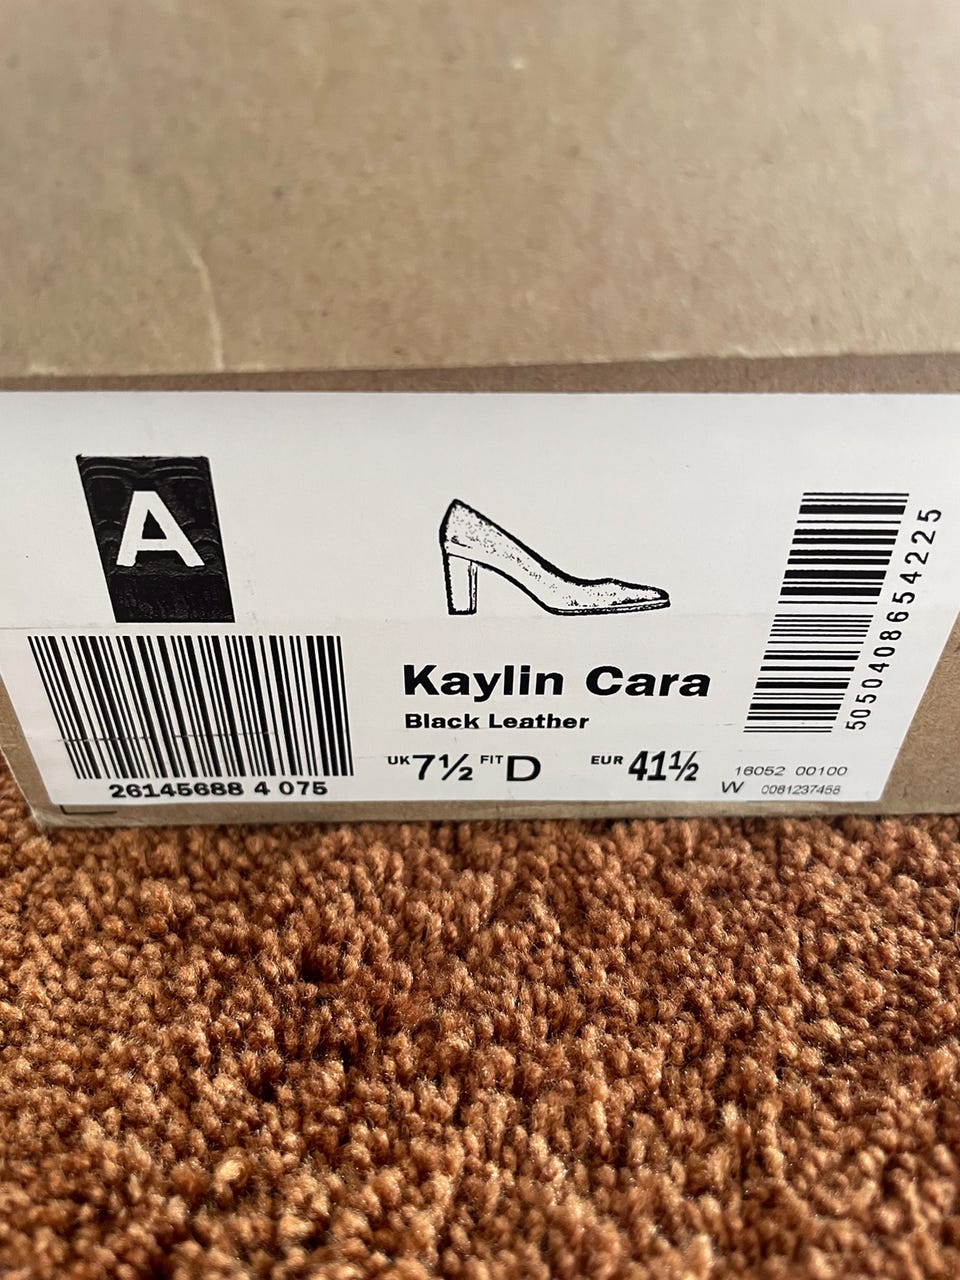 A
5050408654225
Kaylin Cara
Black Leather
26145688 4 075
UK 7½ FIT D EUR 41½
16052 00100
W 0081237458